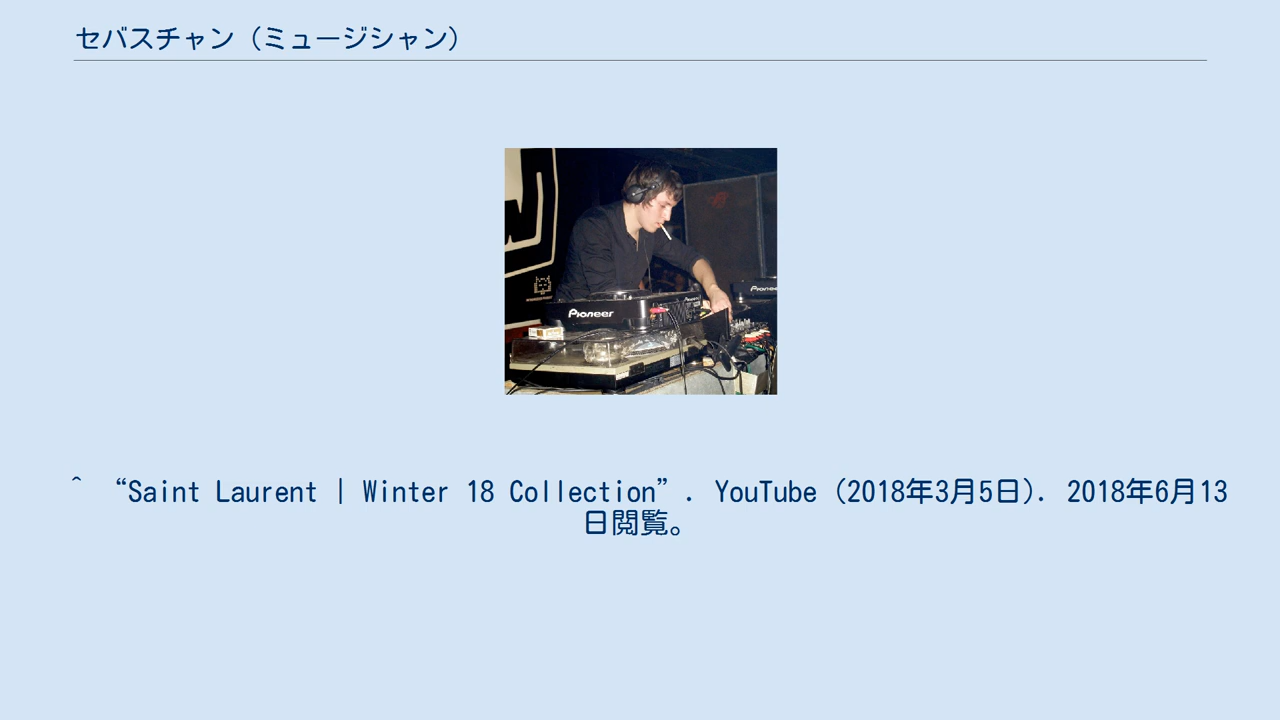 セバスチャン（ミュージシャン）
Pioneer
Pioneer
^ “Saint Laurent | Winter 18 Collection”. YouTube (2018年3月5日). 2018年6月13
日閲覧。